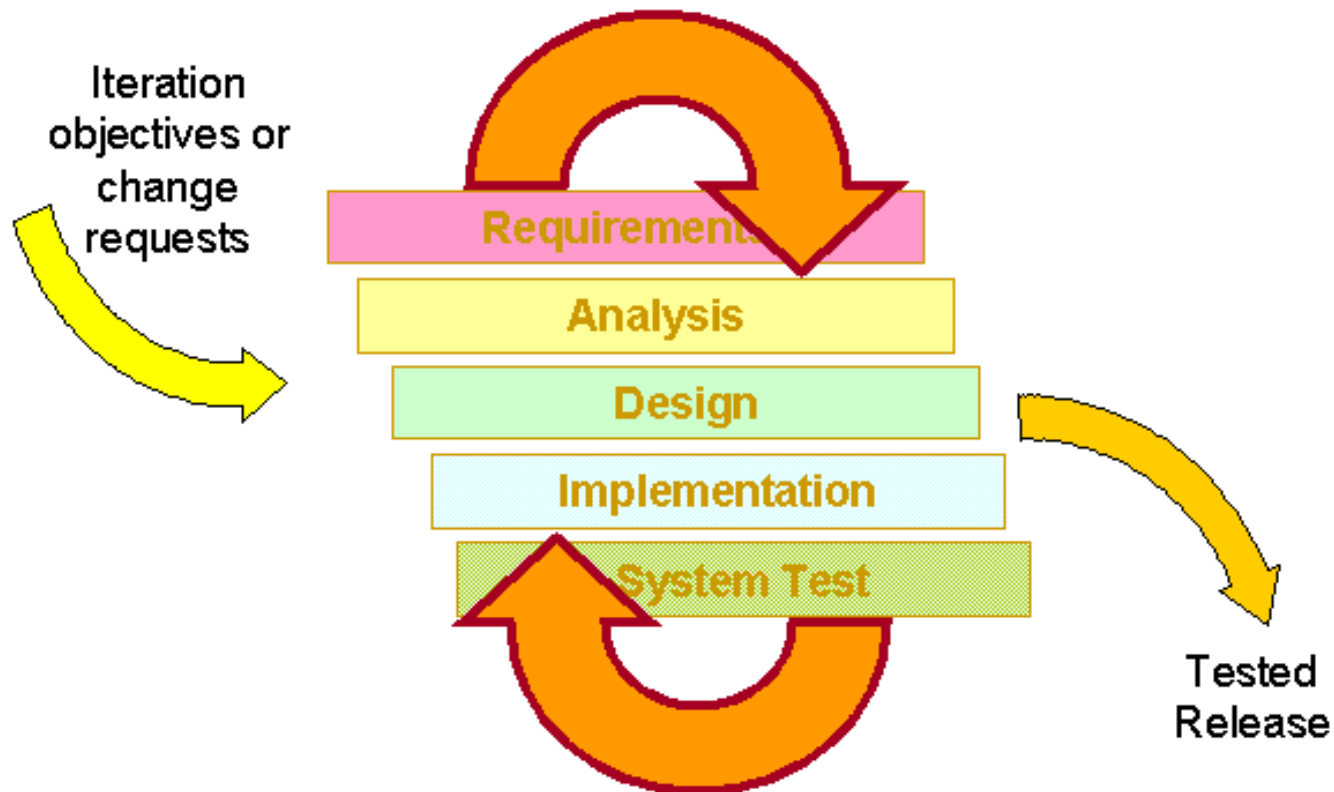 Iteration
objectives or
change
requests
Requirements
Analysis
Design
Implementation
System Test
Tested
Release